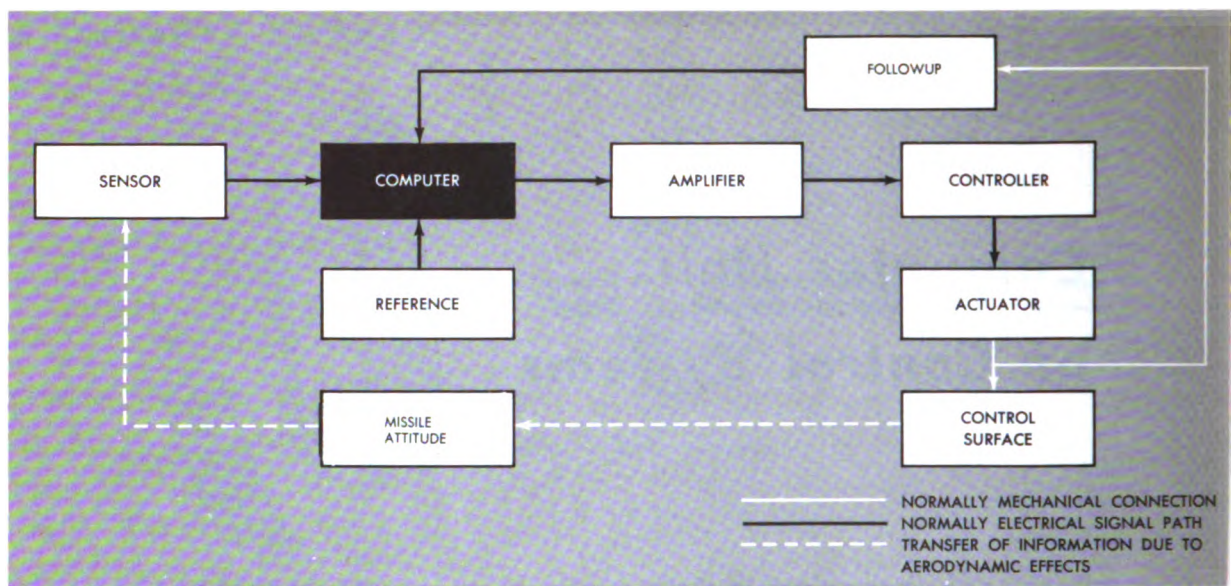 FOLLOWUP
SENSOR
COMPUTER
AMPLIFIER
CONTROLLER
REFERENCE
ACTUATOR
MISSILE
ATTITUDE
CONTROL
SURFACE
NORMALLY MECHANICAL CONNECTION
NORMALLY ELECTRICAL SIGNAL PATH
TRANSFER OF INFORMATION DUE TO
AERODYNAMIC EFFECTS